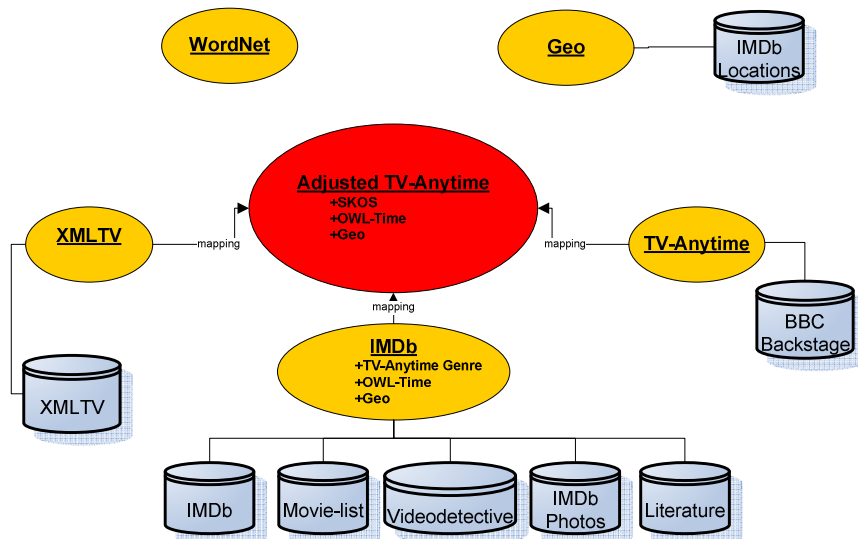 WordNet
Geo
IMDb
Locations
Adjusted TV-Anytime
+SKOS
+OWL-Time
+Geo
XMLTV
mapping
mapping
TV-Anytime
mapping
BBC
Backstage
IMDb
+TV-Anytime Genre
+OWL-Time
+Geo
XMLTV
IMDb
Movie-list
Videodetective
IMDb
Photos
Literature